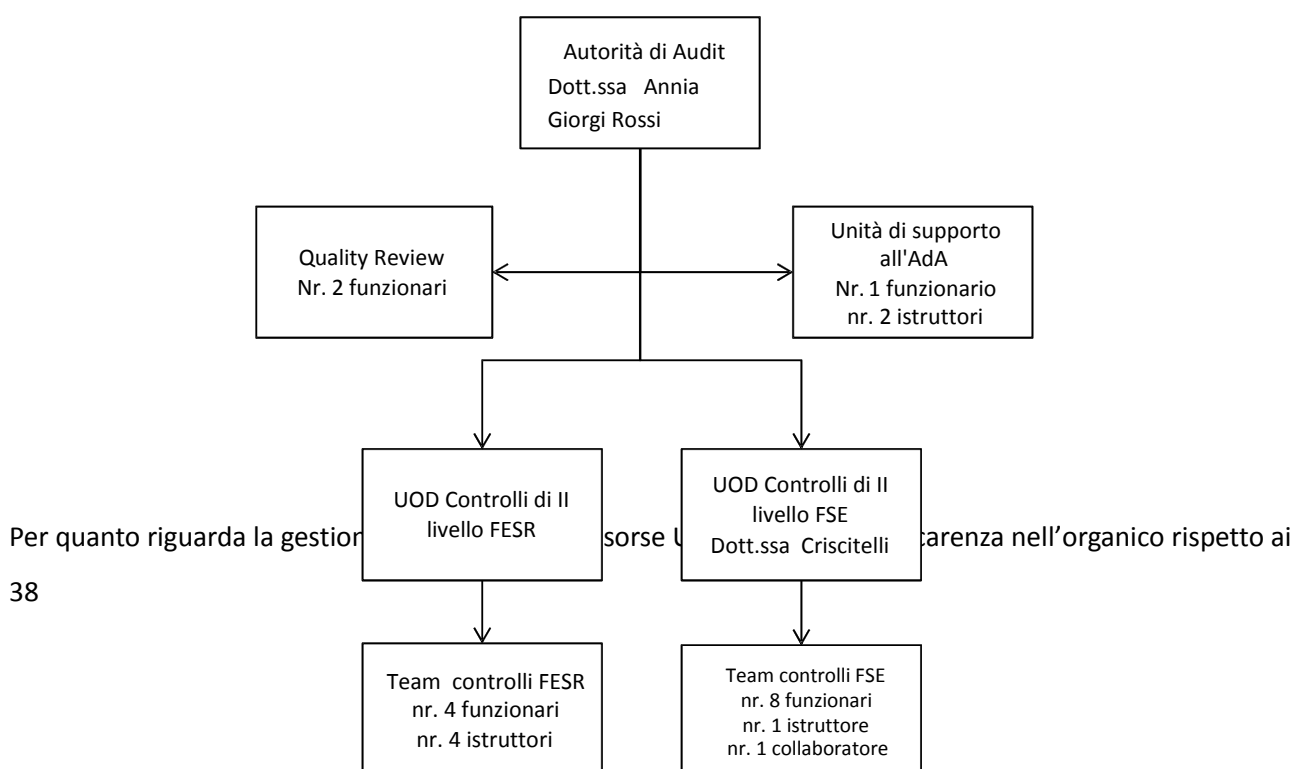 Autorità di Audit
Dott.ssa Annia
Giorgi Rossi
Quality Review
Nr. 2 funzionari
Unità di supporto
all'AdA
Nr. 1 funzionario
nr. 2 istruttori
UOD Controlli di II
livello FESR
UOD Controlli di II
livello FSE
Dott.ssa Criscitelli
Per quanto riguarda la gestion sorse carenza nell’organico rispetto ai
38
Team controlli FESR
nr. 4 funzionari
nr. 4 istruttori
Team controlli FSE
nr. 8 funzionari
nr. 1 istruttore
nr. 1 collaboratore